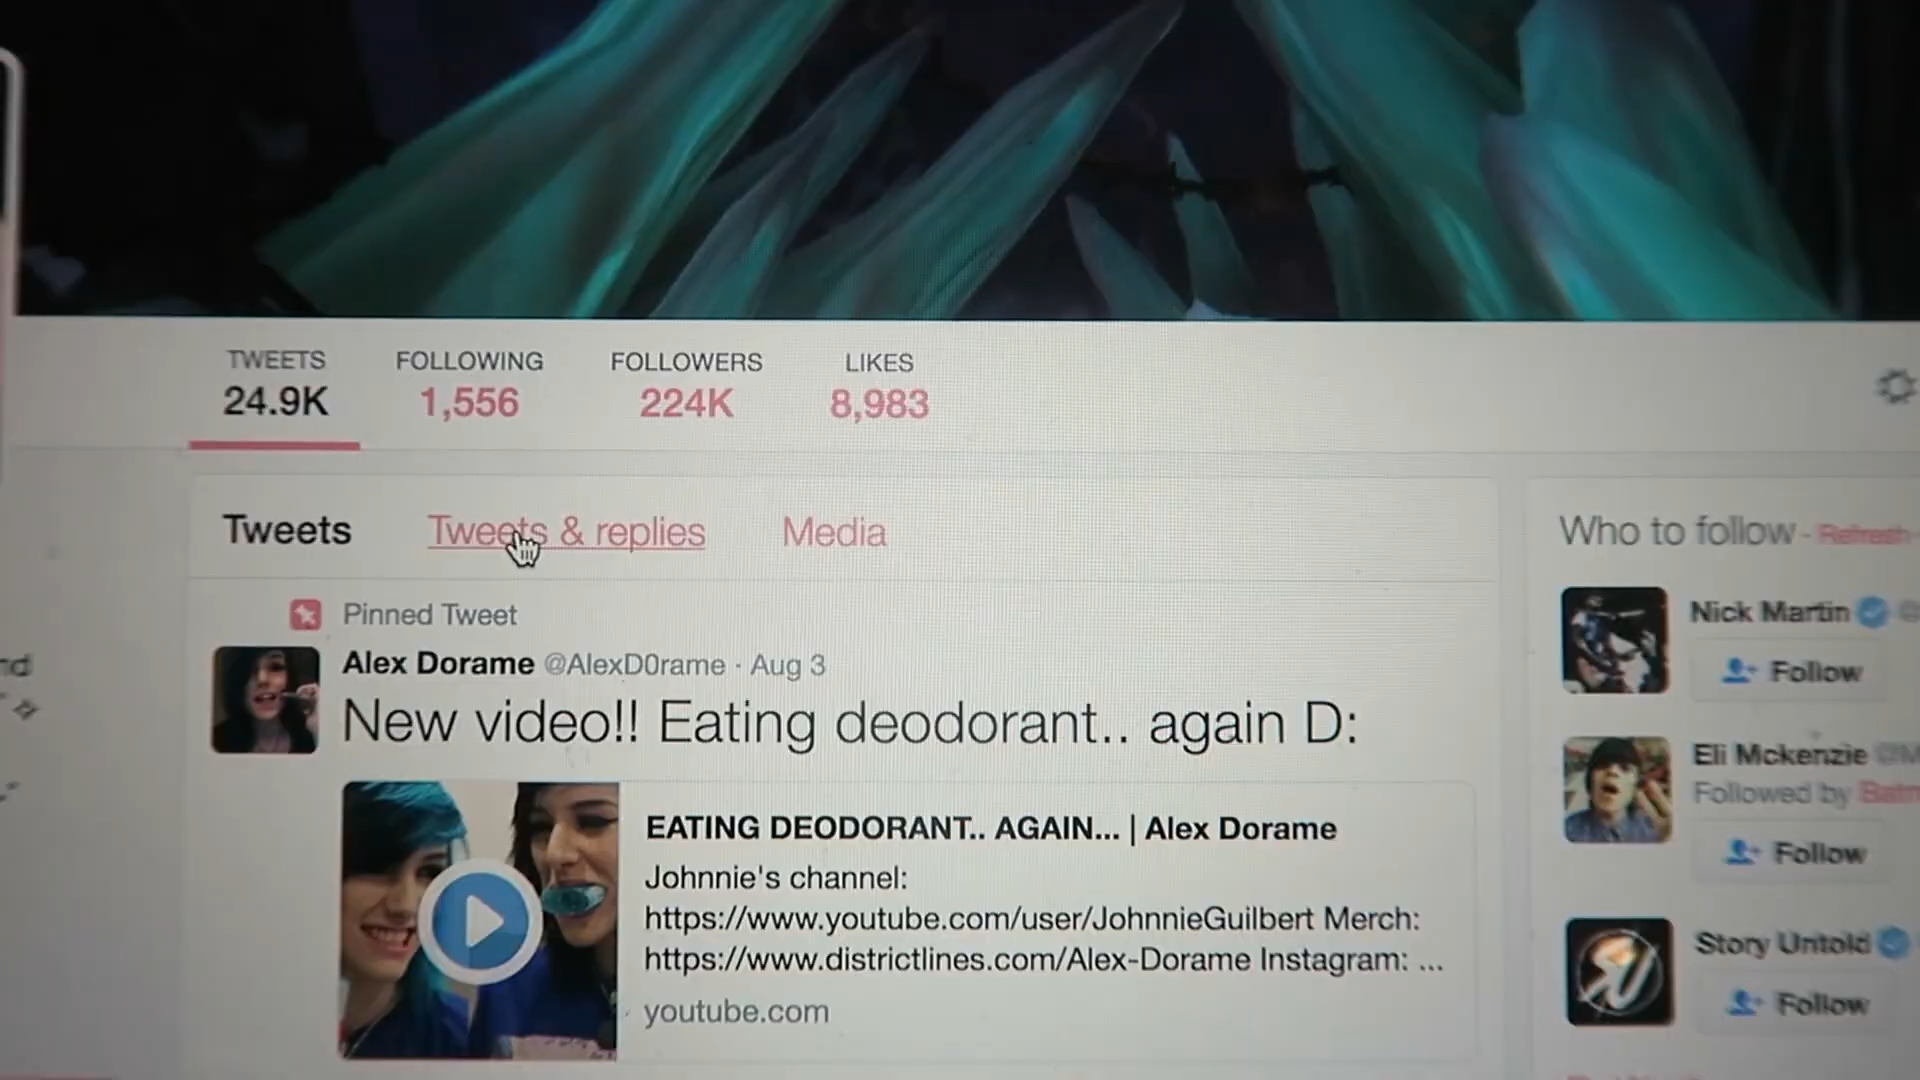 TWEETS FOLLOWING FOLLOWERS LIKES
24.9K 1,556 224K 8,983
Tweets Tweets & replies Media
Who to follow - Refresh
Pinned Tweet
Alex Dorame @AlexD0rame · Aug 3
New video!! Eating deodorant.. again D:
EATING DEODORANT.. AGAIN... | Alex Dorame
Johnnie's channel:
https://www.youtube.com/user/JohnnieGuilbert Merch:
https://www.districtlines.com/Alex-Dorame Instagram: ...
youtube.com
Nick Martin
Follow
Eli Mckenzie
Followed by
Follow
Story Untold
Follow